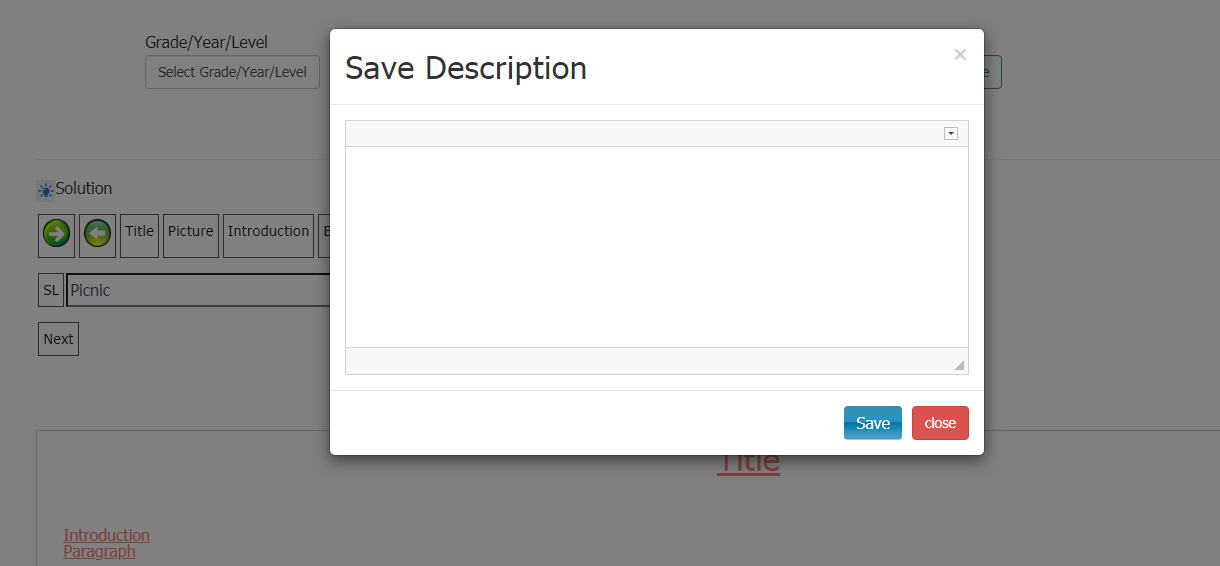 Grade/Year/Level
Select Grade/Year/Level
Save Description
×
Solution
Title Picture Introduction
SL Picnic
Next
Save close
Title
Introduction
Paragraph